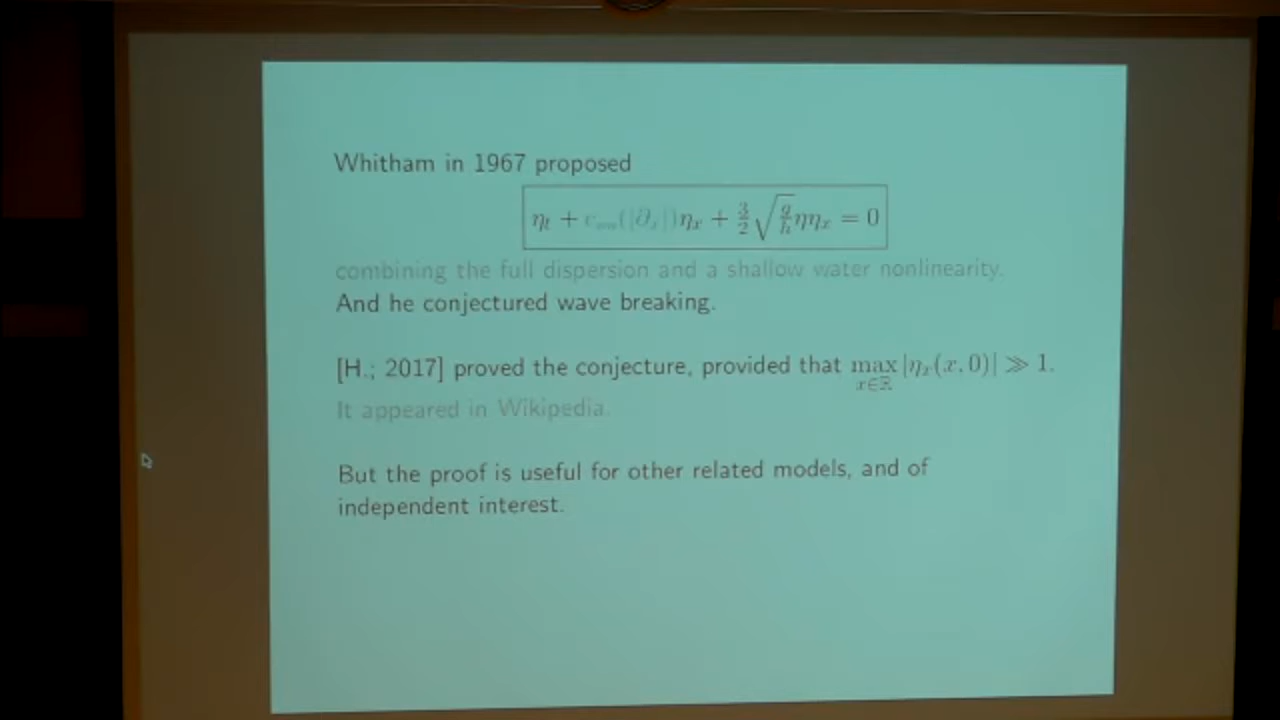 Whitham in 1967 proposed
η_t + c_ww(|∂_x|)η_x + 3/2 √(g/h) ηη_x = 0
combining the full dispersion and a shallow water nonlinearity.
And he conjectured wave breaking.
[H.; 2017] proved the conjecture, provided that max_{x∈ℝ} |η_x(x, 0)| ≫ 1.
It appeared in Wikipedia.
But the proof is useful for other related models, and of
independent interest.